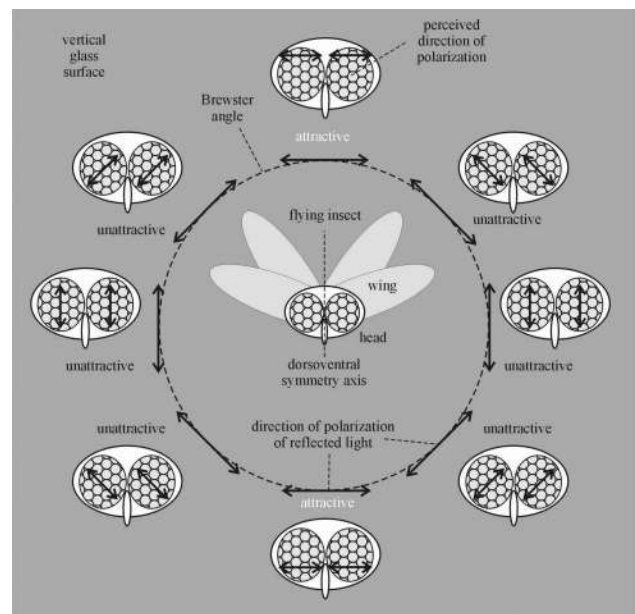 vertical
glass
surface
perceived
direction of
polarization
Brewster
angle
attractive
unattractive
flying insect
unattractive
wing
head
unattractive
dorsoventral
symmetry axis
unattractive
unattractive
direction of polarization
of reflected light
unattractive
attractive